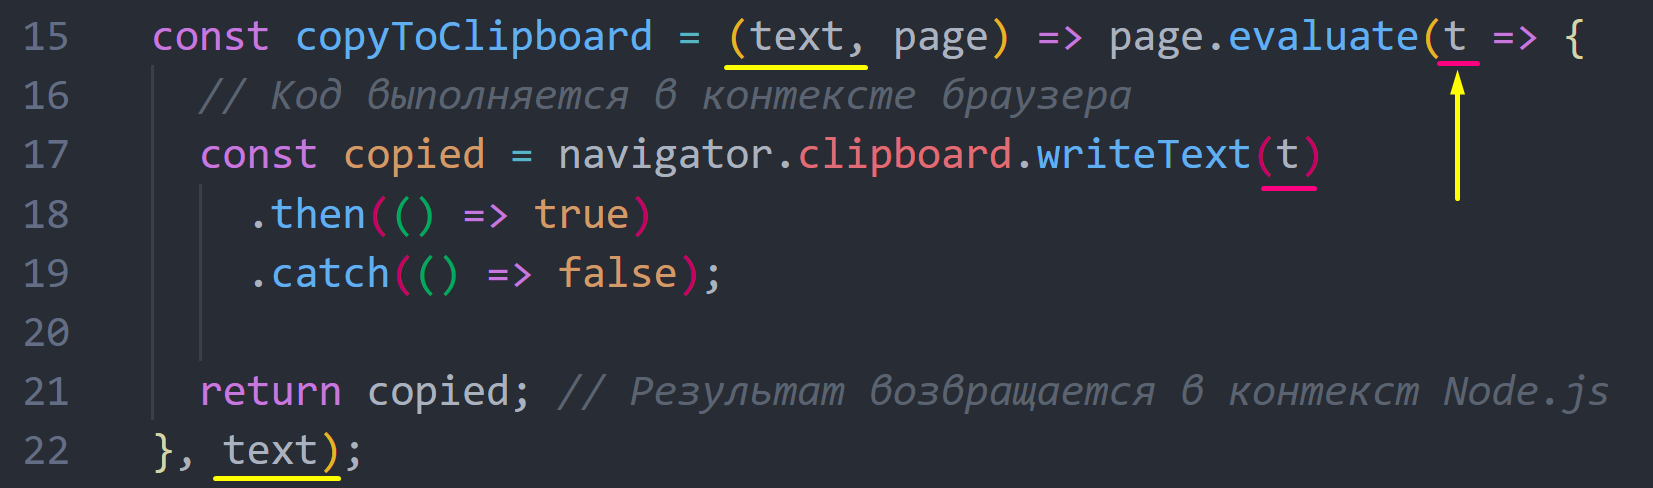 15 const copyToClipboard = (text, page) => page.evaluate(t => {
16 // Код выполняется в контексте браузера
17 const copied = navigator.clipboard.writeText(t)
18 .then(() => true)
19 .catch(() => false);
20
21 return copied; // Результат возвращается в контекст Node.js
22 }, text);